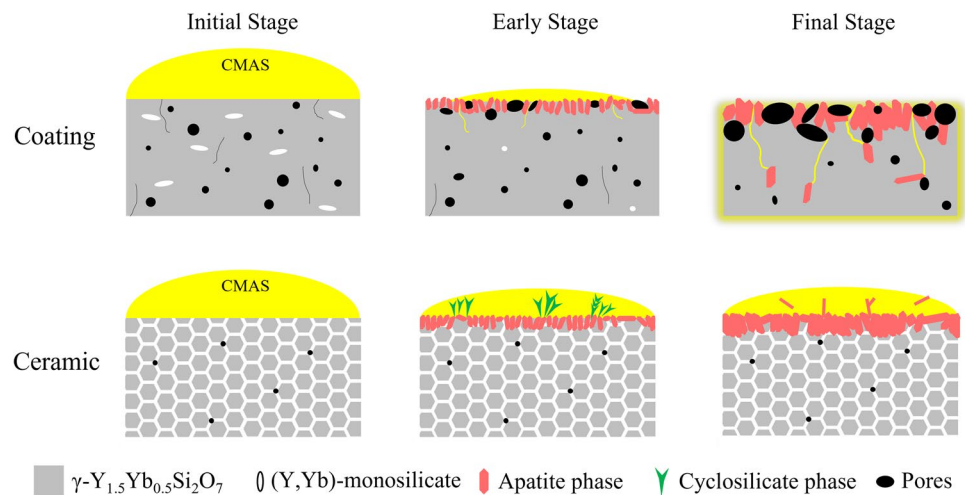 Initial Stage Early Stage Final Stage
CMAS
Coating
CMAS
Ceramic
γ-Y₁.₅Yb₀.₅Si₂O₇ (Y,Yb)-monosilicate Apatite phase Cyclosilicate phase Pores